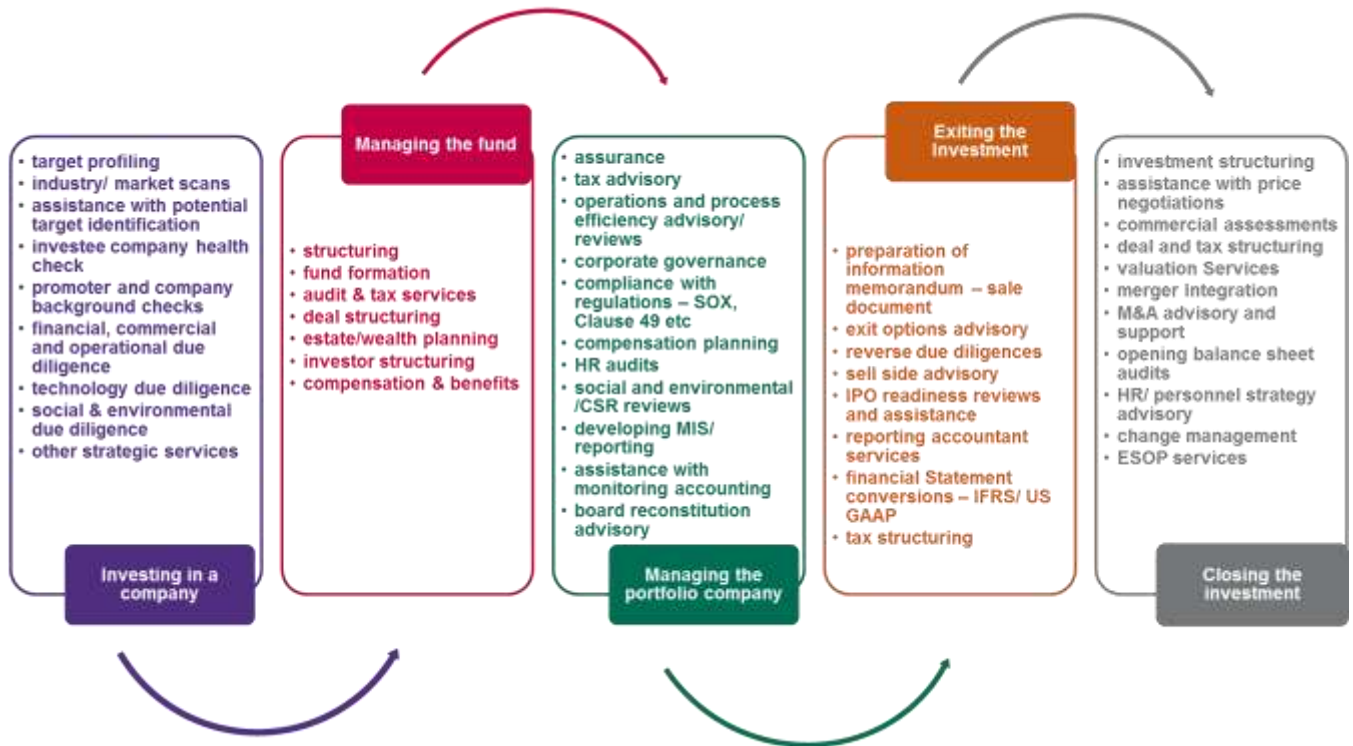 • target profiling
• industry/ market scans
• assistance with potential
target identification
• investee company health
check
• promoter and company
background checks
• financial, commercial
and operational due
diligence
• technology due diligence
• social & environmental
due diligence
• other strategic services
Investing in a
company
Managing the fund
• structuring
• fund formation
• audit & tax services
• deal structuring
• estate/wealth planning
• investor structuring
• compensation & benefits
• assurance
• tax advisory
• operations and process
efficiency advisory/
reviews
• corporate governance
• compliance with
regulations – SOX,
Clause 49 etc
• compensation planning
• HR audits
• social and environmental
/CSR reviews
• developing MIS/
reporting
• assistance with
monitoring accounting
• board reconstitution
advisory
Managing the
portfolio company
Exiting the
Investment
• preparation of
information
memorandum – sale
document
• exit options advisory
• reverse due diligences
• sell side advisory
• IPO readiness reviews
and assistance
• reporting accountant
services
• financial Statement
conversions – IFRS/ US
GAAP
• tax structuring
• investment structuring
• assistance with price
negotiations
• commercial assessments
• deal and tax structuring
• valuation Services
• merger Integration
• M&A advisory and
support
• opening balance sheet
audits
• HR/ personnel strategy
advisory
• change management
• ESOP services
Closing the
investment